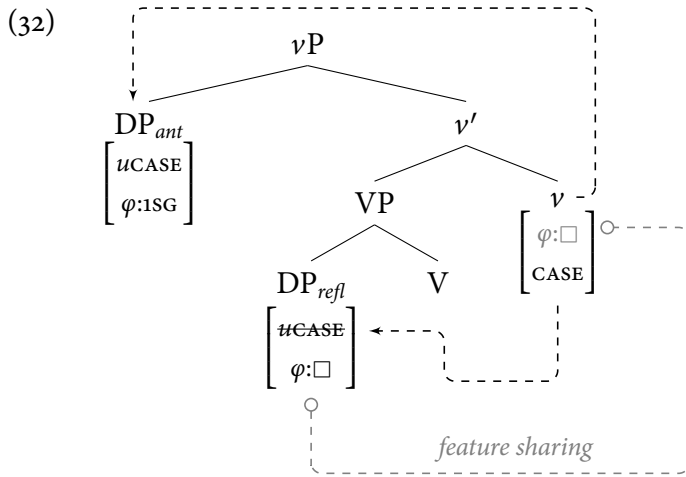 (32)
vP
DPant
v′
uCASE
φ:1SG
VP
v
φ:□
CASE
DPrefl
V
uCASE
φ:□
feature sharing